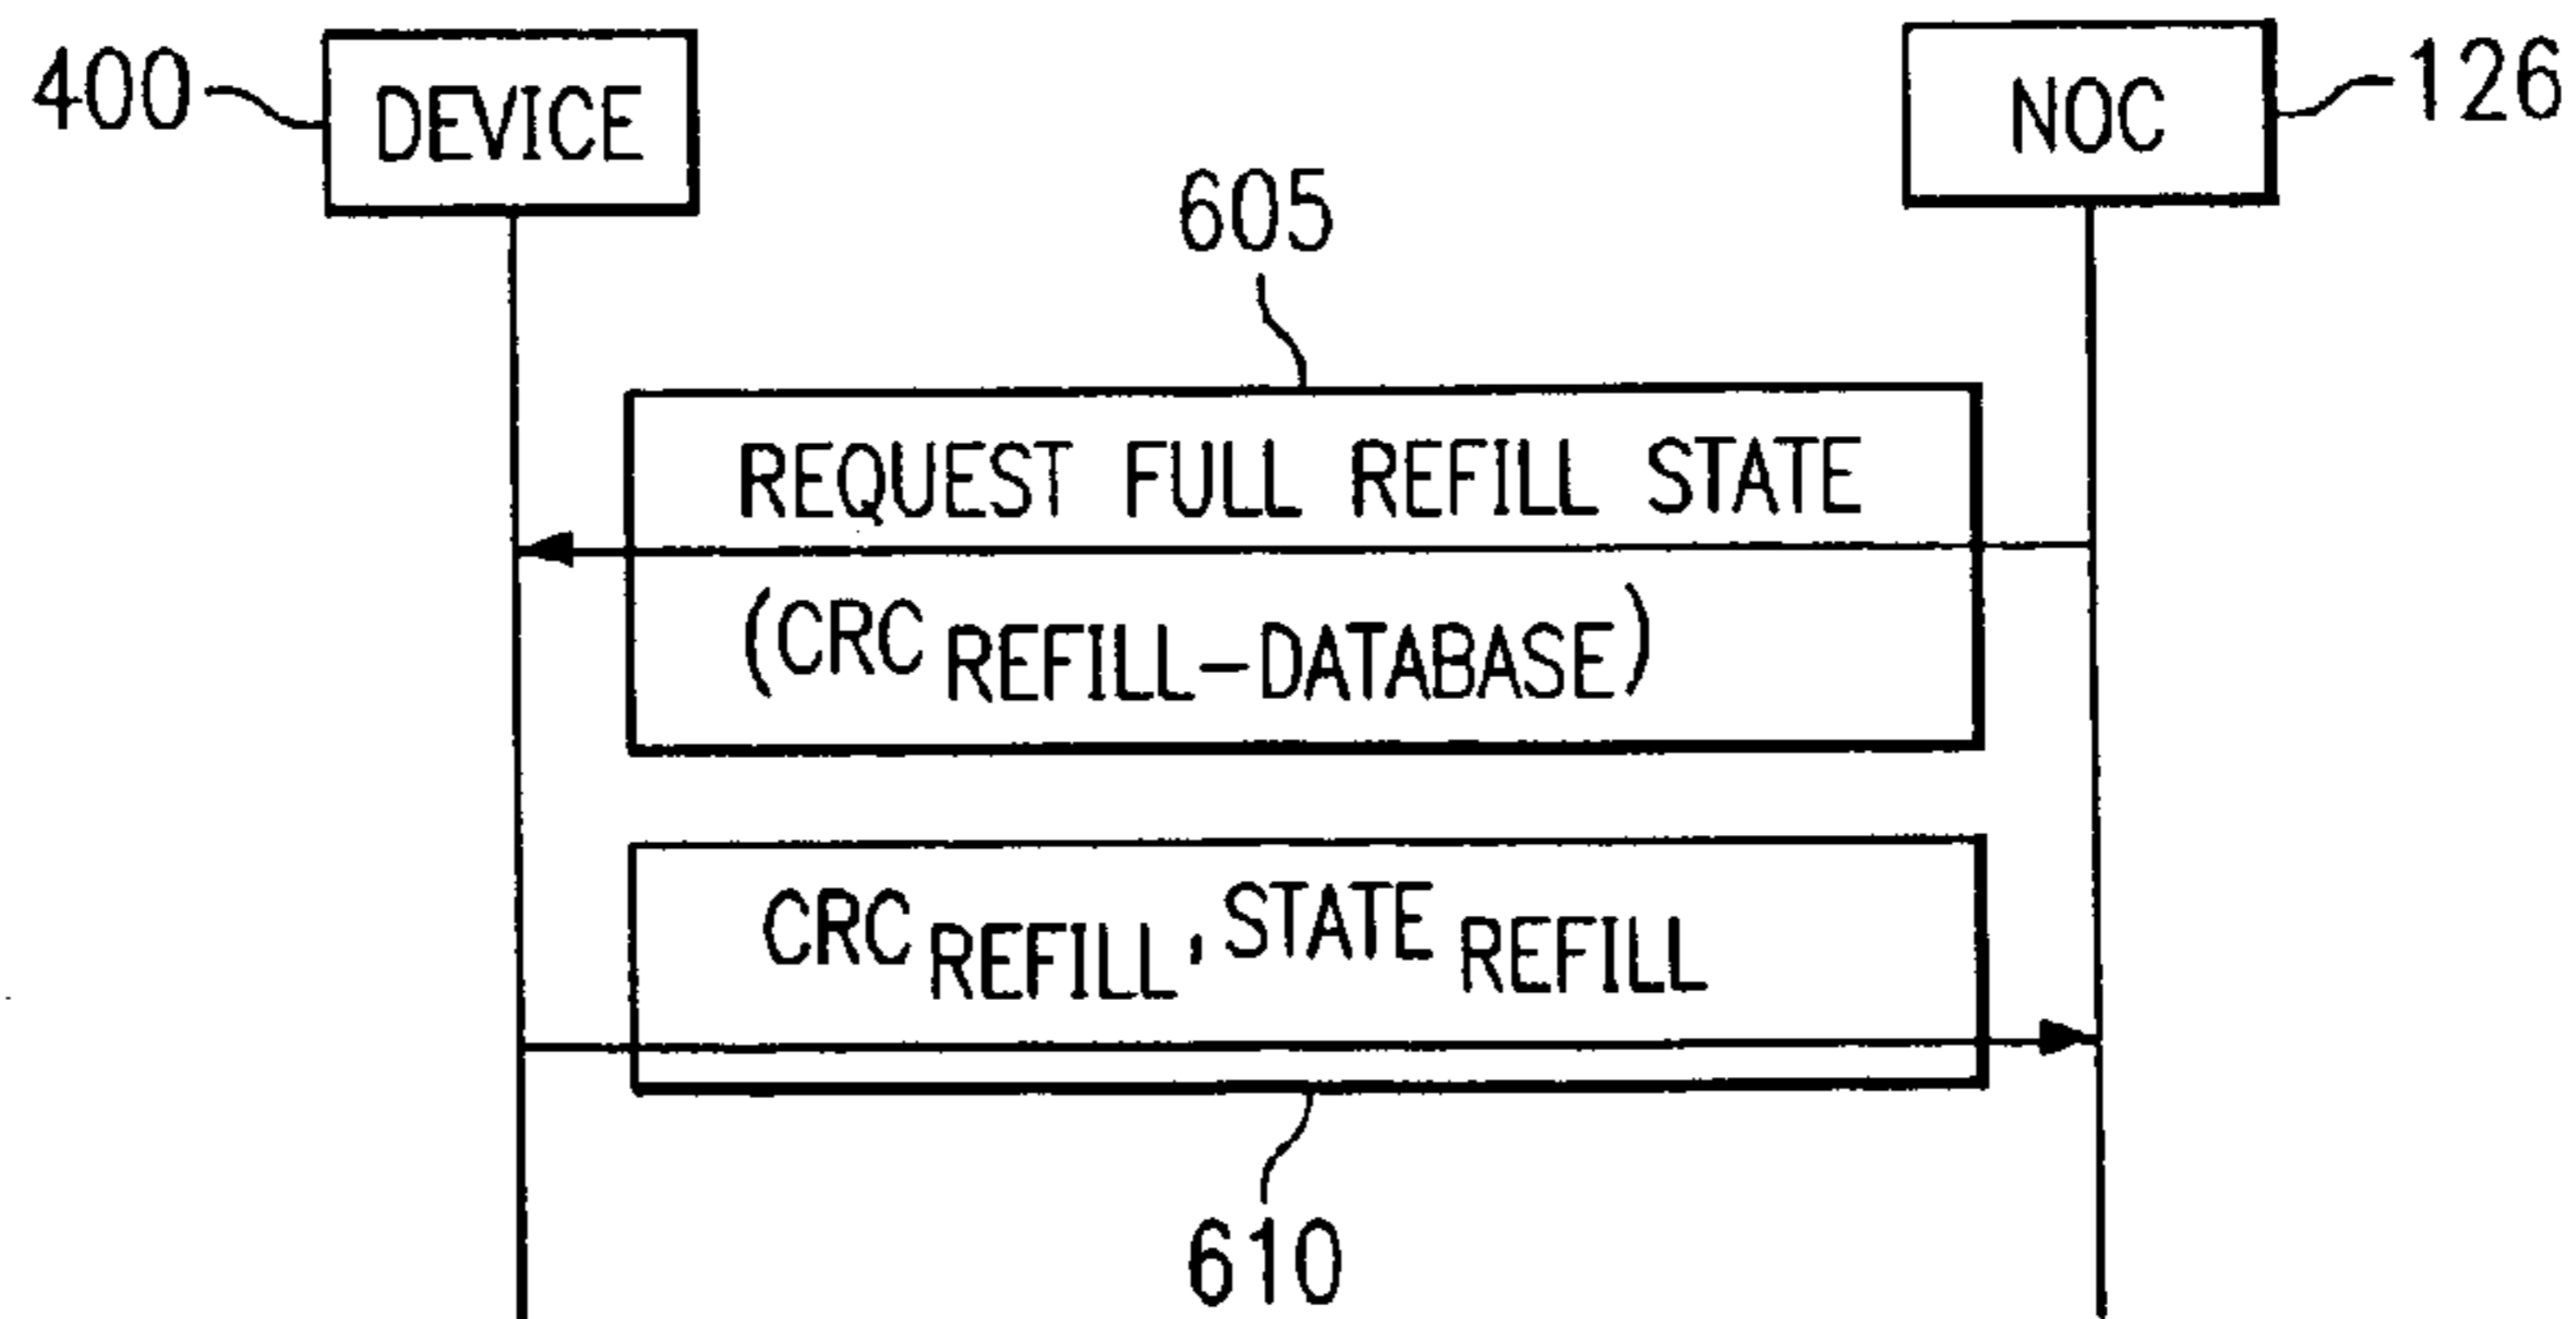 400 DEVICE NOC 126
605
REQUEST FULL REFILL STATE
(CRC REFILL-DATABASE)
CRC REFILL, STATE REFILL
610